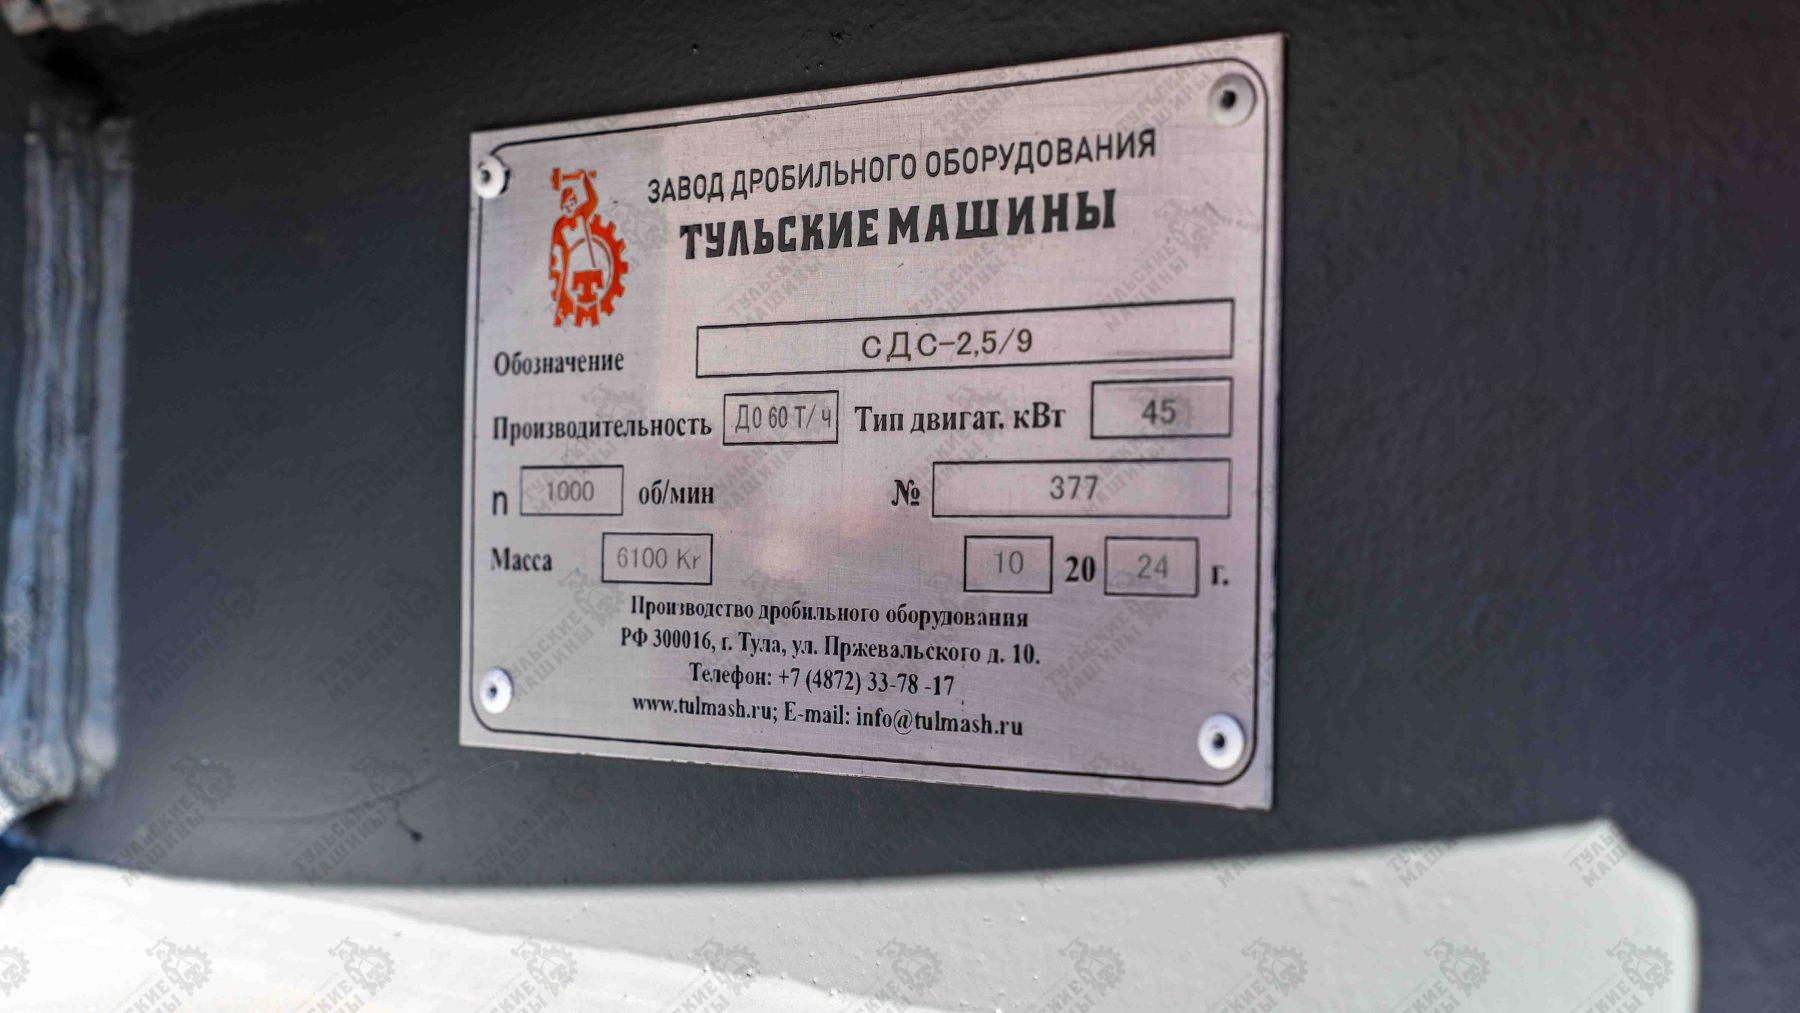 ЗАВОД ДРОБИЛЬНОГО ОБОРУДОВАНИЯ
ТУЛЬСКИЕ МАШИНЫ
Обозначение СДС-2,5/9
Производительность ДО 60 Т/ч Тип двигат. кВт 45
n 1000 об/мин № 377
Масса 6100 Кг 10 20 24 г.
Производство дробильного оборудования
РФ 300016, г. Тула, ул. Пржевальского д. 10.
Телефон: +7 (4872) 33-78 -17
www.tulmash.ru; E-mail: info@tulmash.ru